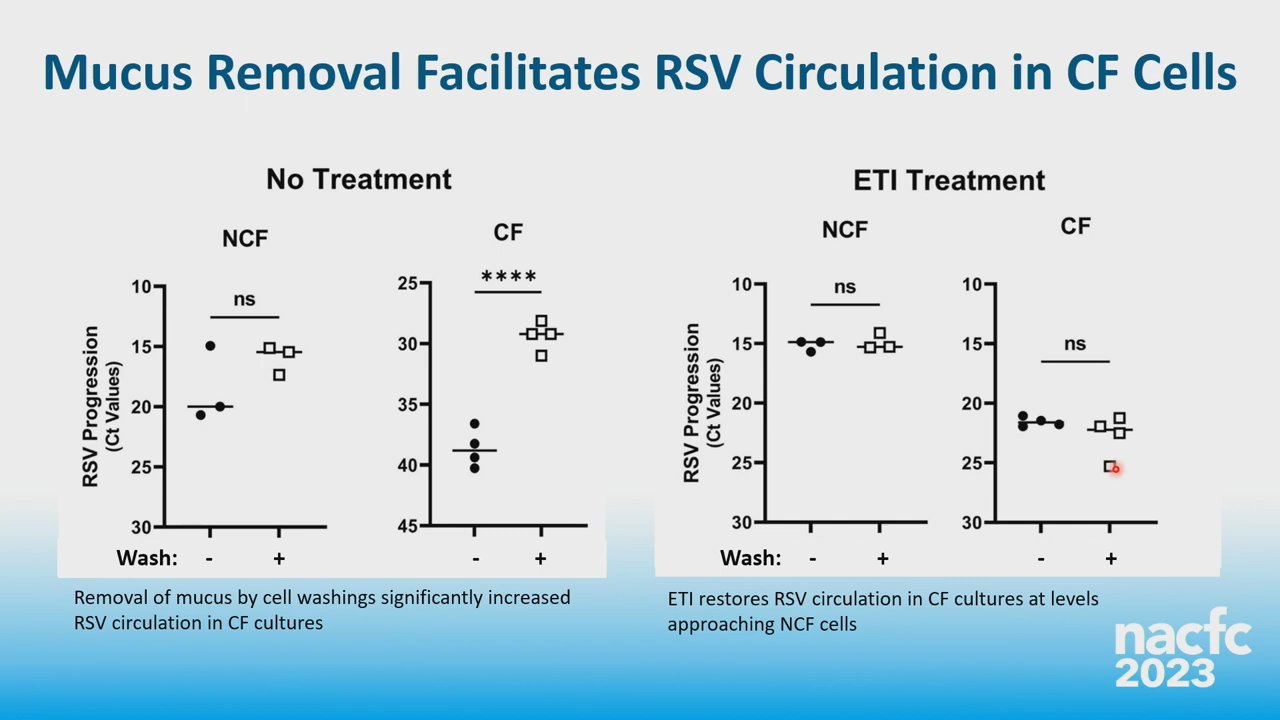 Mucus Removal Facilitates RSV Circulation in CF Cells
No Treatment
NCF
CF
RSV Progression
(Ct Values)
10
15
20
25
30
ns
25
30
35
40
45
****
Wash: - + - +
Removal of mucus by cell washings significantly increased
RSV circulation in CF cultures
ETI Treatment
NCF
CF
RSV Progression
(Ct Values)
10
15
20
25
30
ns
10
15
20
25
30
ns
Wash: - + - +
ETI restores RSV circulation in CF cultures at levels
approaching NCF cells
nacfc
2023